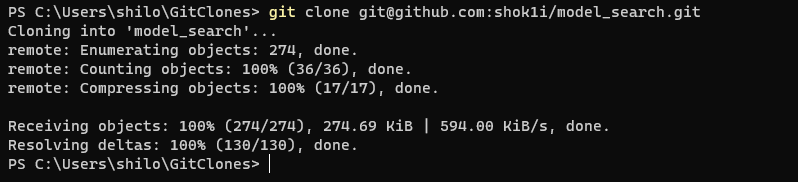 PS C:\Users\shilo\GitClones> git clone git@github.com:shok1i/model_search.git
Cloning into 'model_search'...
remote: Enumerating objects: 274, done.
remote: Counting objects: 100% (36/36), done.
remote: Compressing objects: 100% (17/17), done.
Receiving objects: 100% (274/274), 274.69 KiB | 594.00 KiB/s, done.
Resolving deltas: 100% (130/130), done.
PS C:\Users\shilo\GitClones>